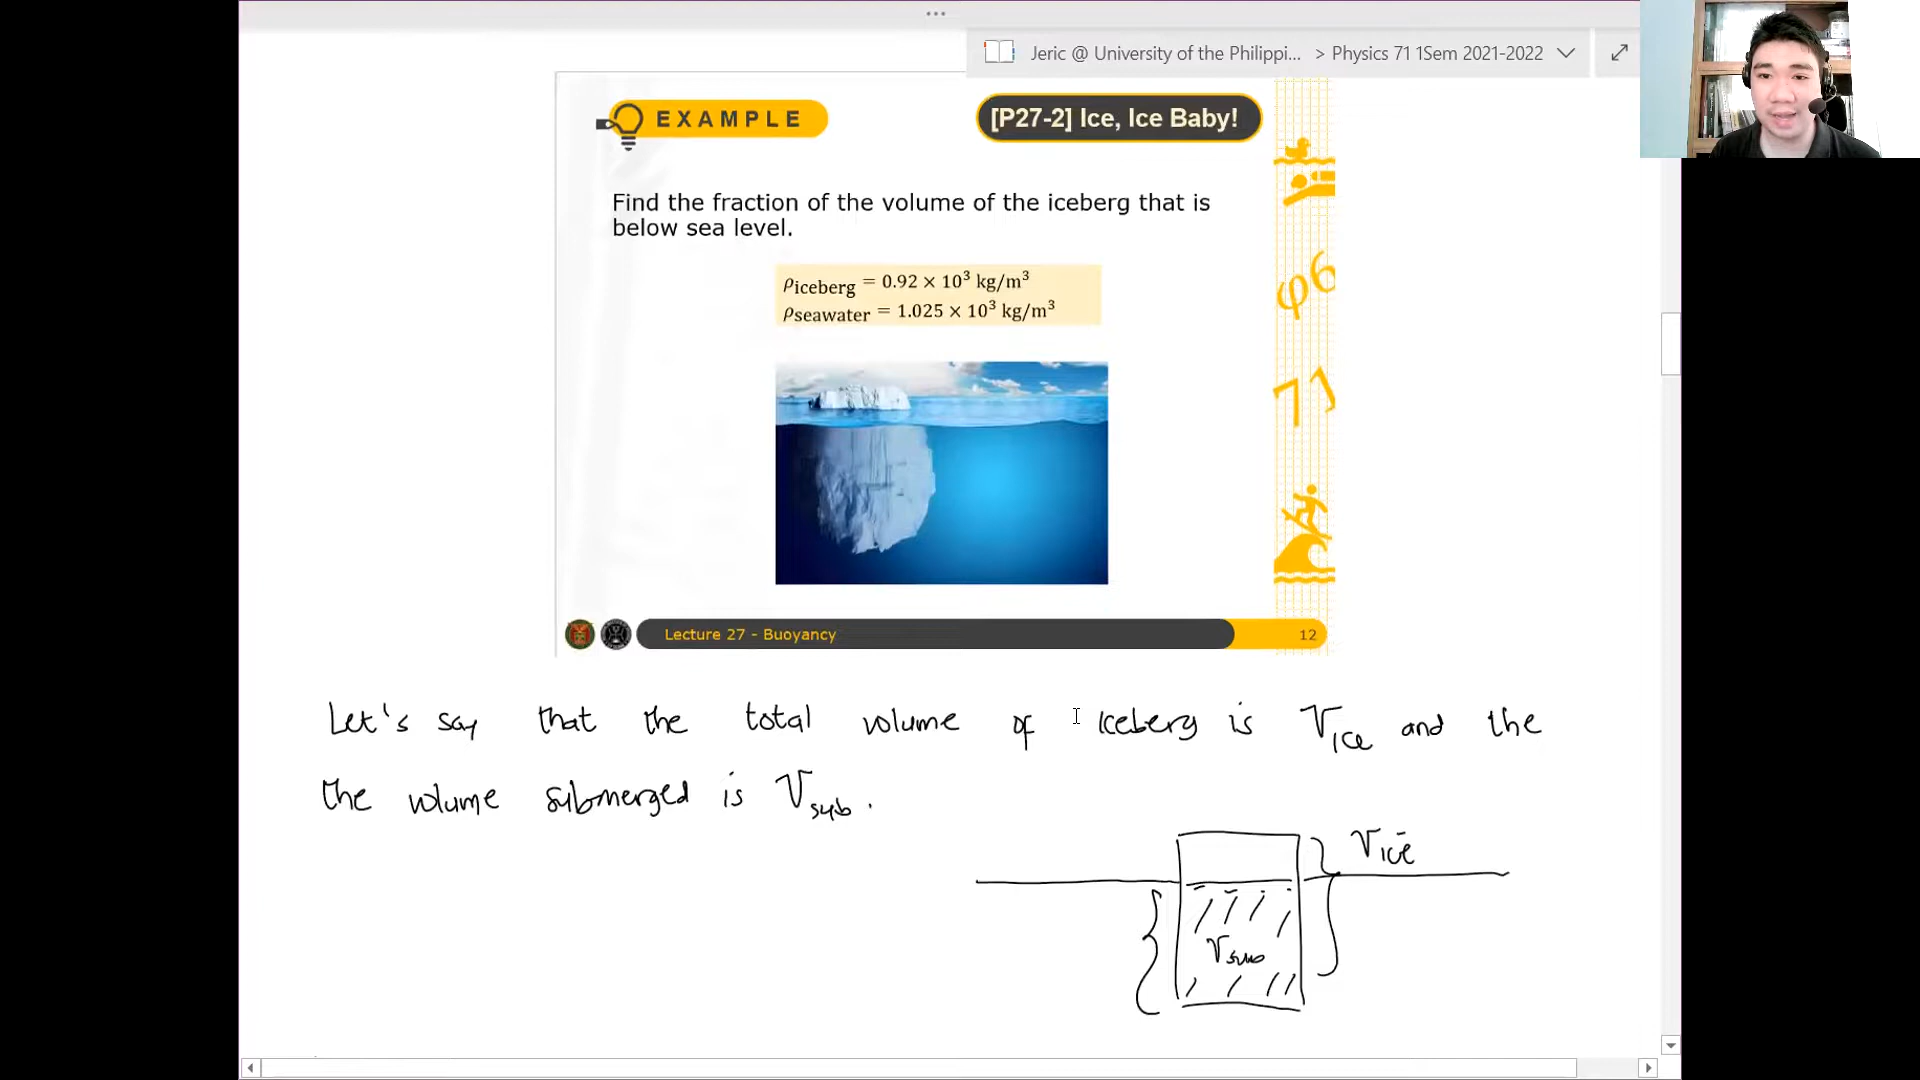 Jeric @ University of the Philippi... > Physics 71 1Sem 2021-2022
EXAMPLE
[P27-2] Ice, Ice Baby!
Find the fraction of the volume of the iceberg that is
below sea level.
ρiceberg = 0.92 × 10³ kg/m³
ρseawater = 1.025 × 10³ kg/m³
φ6
71
Lecture 27 - Buoyancy
12
Let's say that the total volume of Iceberg is Vice and the
the volume submerged is Vsub.
Vice
Vsub